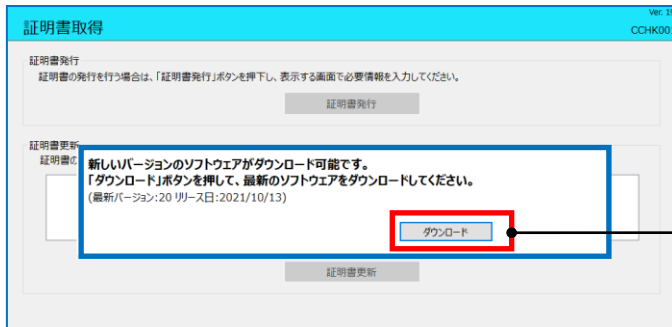 Ver. 19
証明書取得
CCHK001
証明書発行
証明書の発行を行う場合は、「証明書発行」ボタンを押下し、表示する画面で必要情報を入力してください。
証明書発行
証明書更新
証明書の
新しいバージョンのソフトウェアがダウンロード可能です。
「ダウンロード」ボタンを押して、最新のソフトウェアをダウンロードしてください。
(最新バージョン:20 リリース日:2021/10/13)
ダウンロード
証明書更新